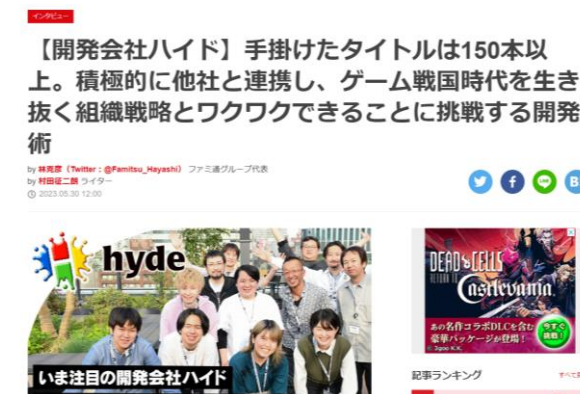 インタビュー
【開発会社ハイド】手掛けたタイトルは150本以
上。積極的に他社と連携し、ゲーム戦国時代を生き
抜く組織戦略とワクワクできることに挑戦する開発
術
by 林克彦（Twitter：@Famitsu_Hayashi） ファミ通グループ代表
by 村田征二朗 ライター
2023.05.30 12:00
hyde
いま注目の開発会社ハイド
DEAD CELLS
RETURN TO
Castlevania
あの名作コラボDLCを含む
豪華パッケージが登場！
今すぐ
挑戦！
記事ランキング